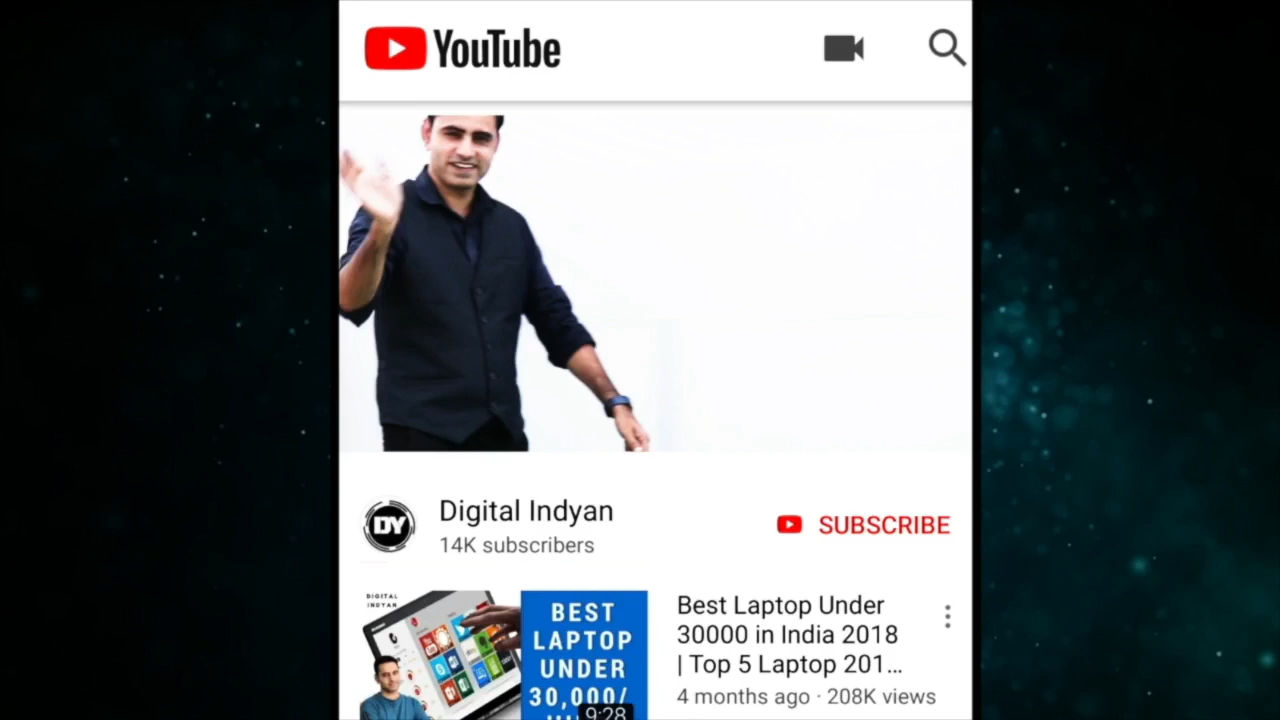 YouTube
DY
Digital Indyan
14K subscribers
SUBSCRIBE
DIGITAL
INDYAN
BEST
LAPTOP
UNDER
30,000/
9:28
Best Laptop Under
30000 in India 2018
| Top 5 Laptop 201...
4 months ago · 208K views